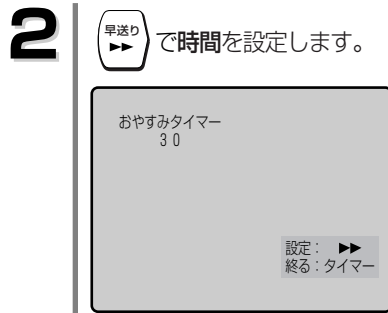 2
早送り
▶▶ で時間を設定します。
おやすみタイマー
30
設定: ▶▶
終る:タイマー